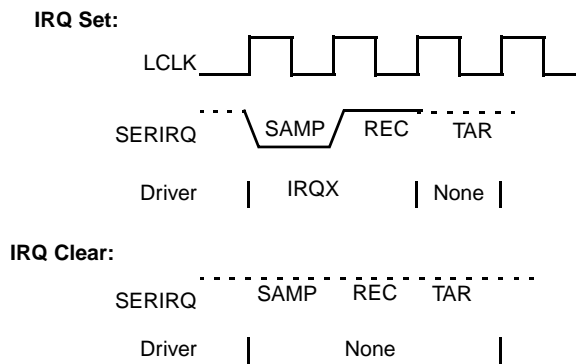 IRQ Set:
LCLK
SERIRQ SAMP REC TAR
Driver IRQX None
IRQ Clear:
SERIRQ SAMP REC TAR
Driver None